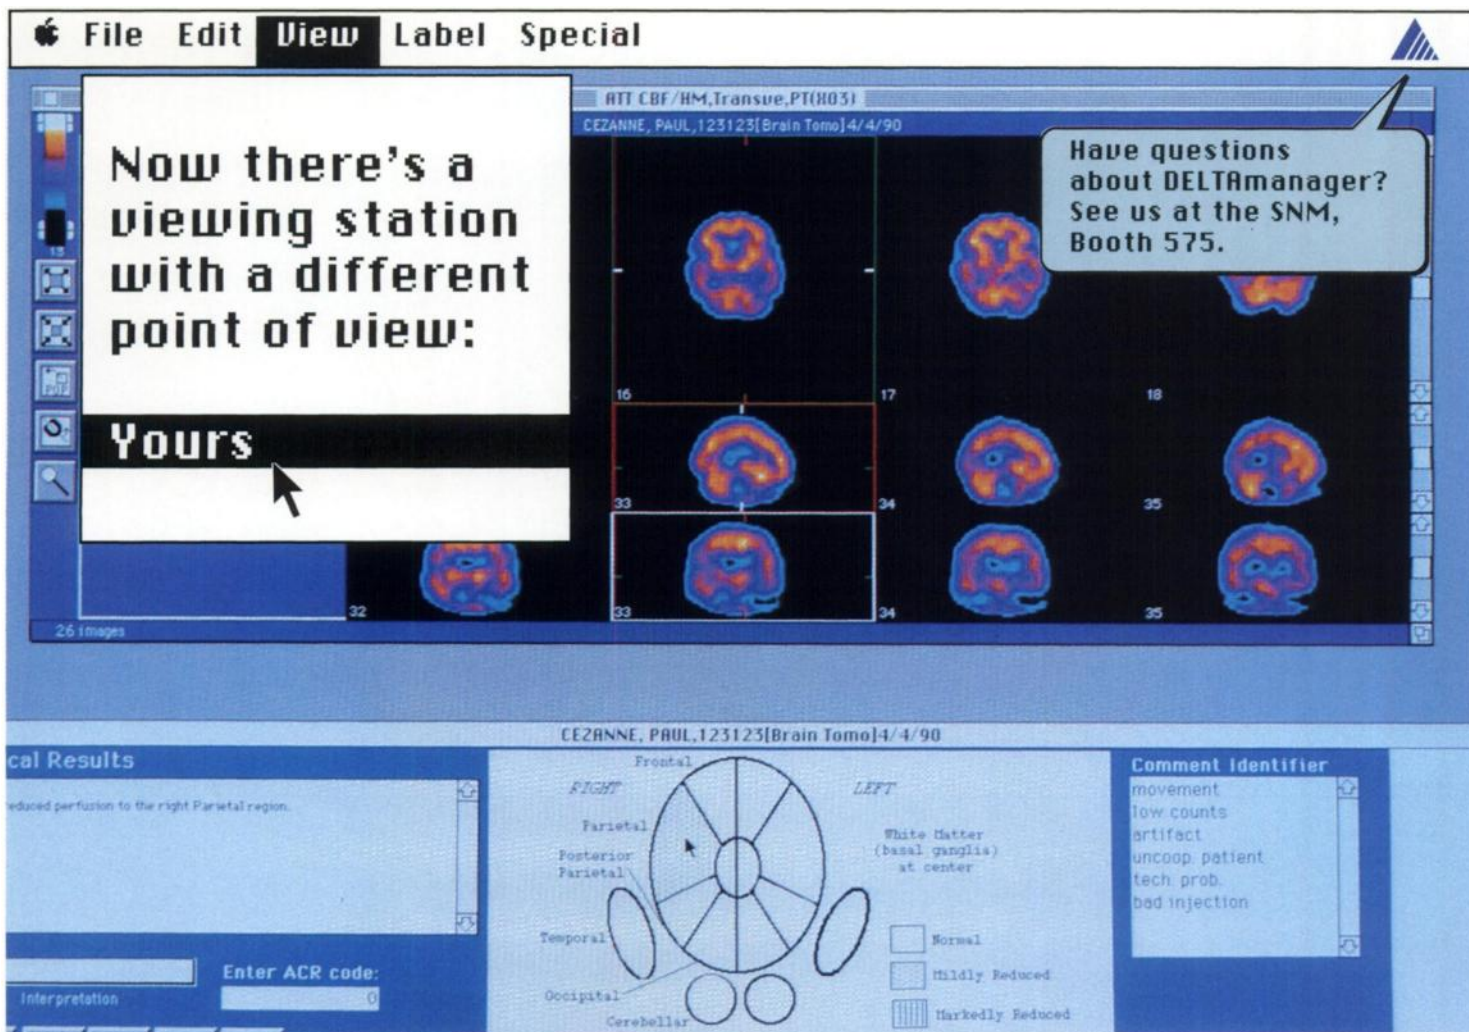 File Edit View Label Special
ATT CBF/HM,Transve,PT(X03)
CEZANNE, PAUL,123123[Brain Tomo]4/4/90
Now there's a
viewing station
with a different
point of view:
Yours
Have questions
about DELTAmanager?
See us at the SNM,
Booth 575.
13
POP
16
17
18
33
34
35
32
33
34
35
26 images
CEZANNE, PAUL,123123[Brain Tomo]4/4/90
cal Results
reduced perfusion to the right Parietal region.
Enter ACR code:
0
Interpretation
Frontal
RIGHT
LEFT
Parietal
Posterior
Parietal
White Matter
(basal ganglia)
at center
Temporal
Occipital
Cerebellar
Normal
Mildly Reduced
Markedly Reduced
Comment Identifier
movement
low counts
artifact
uncoop. patient
tech. prob.
bad injection